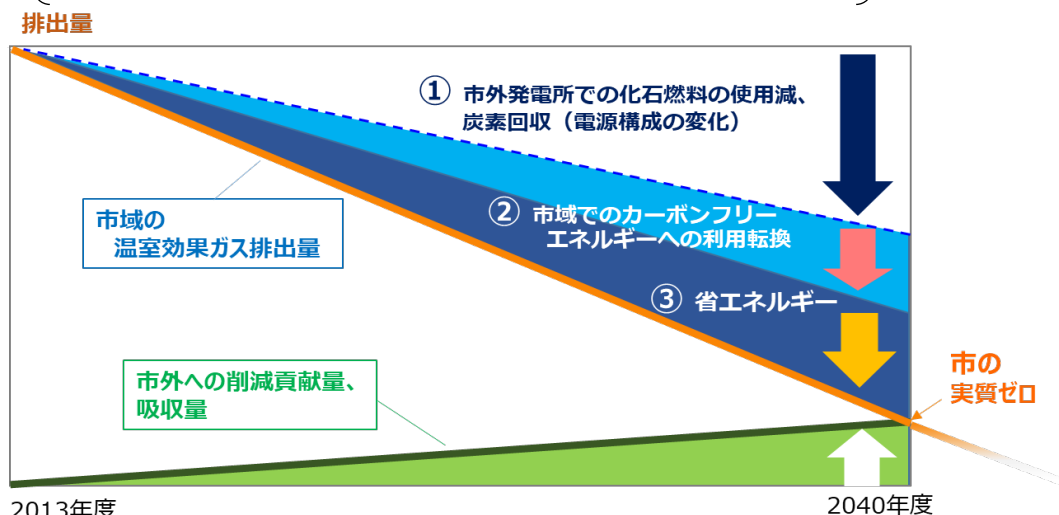 排出量
① 市外発電所での化石燃料の使用減、
炭素回収（電源構成の変化）
市域の
温室効果ガス排出量
② 市域でのカーボンフリー
エネルギーへの利用転換
③ 省エネルギー
市外への削減貢献量、
吸収量
市の
実質ゼロ
2013年度
2040年度